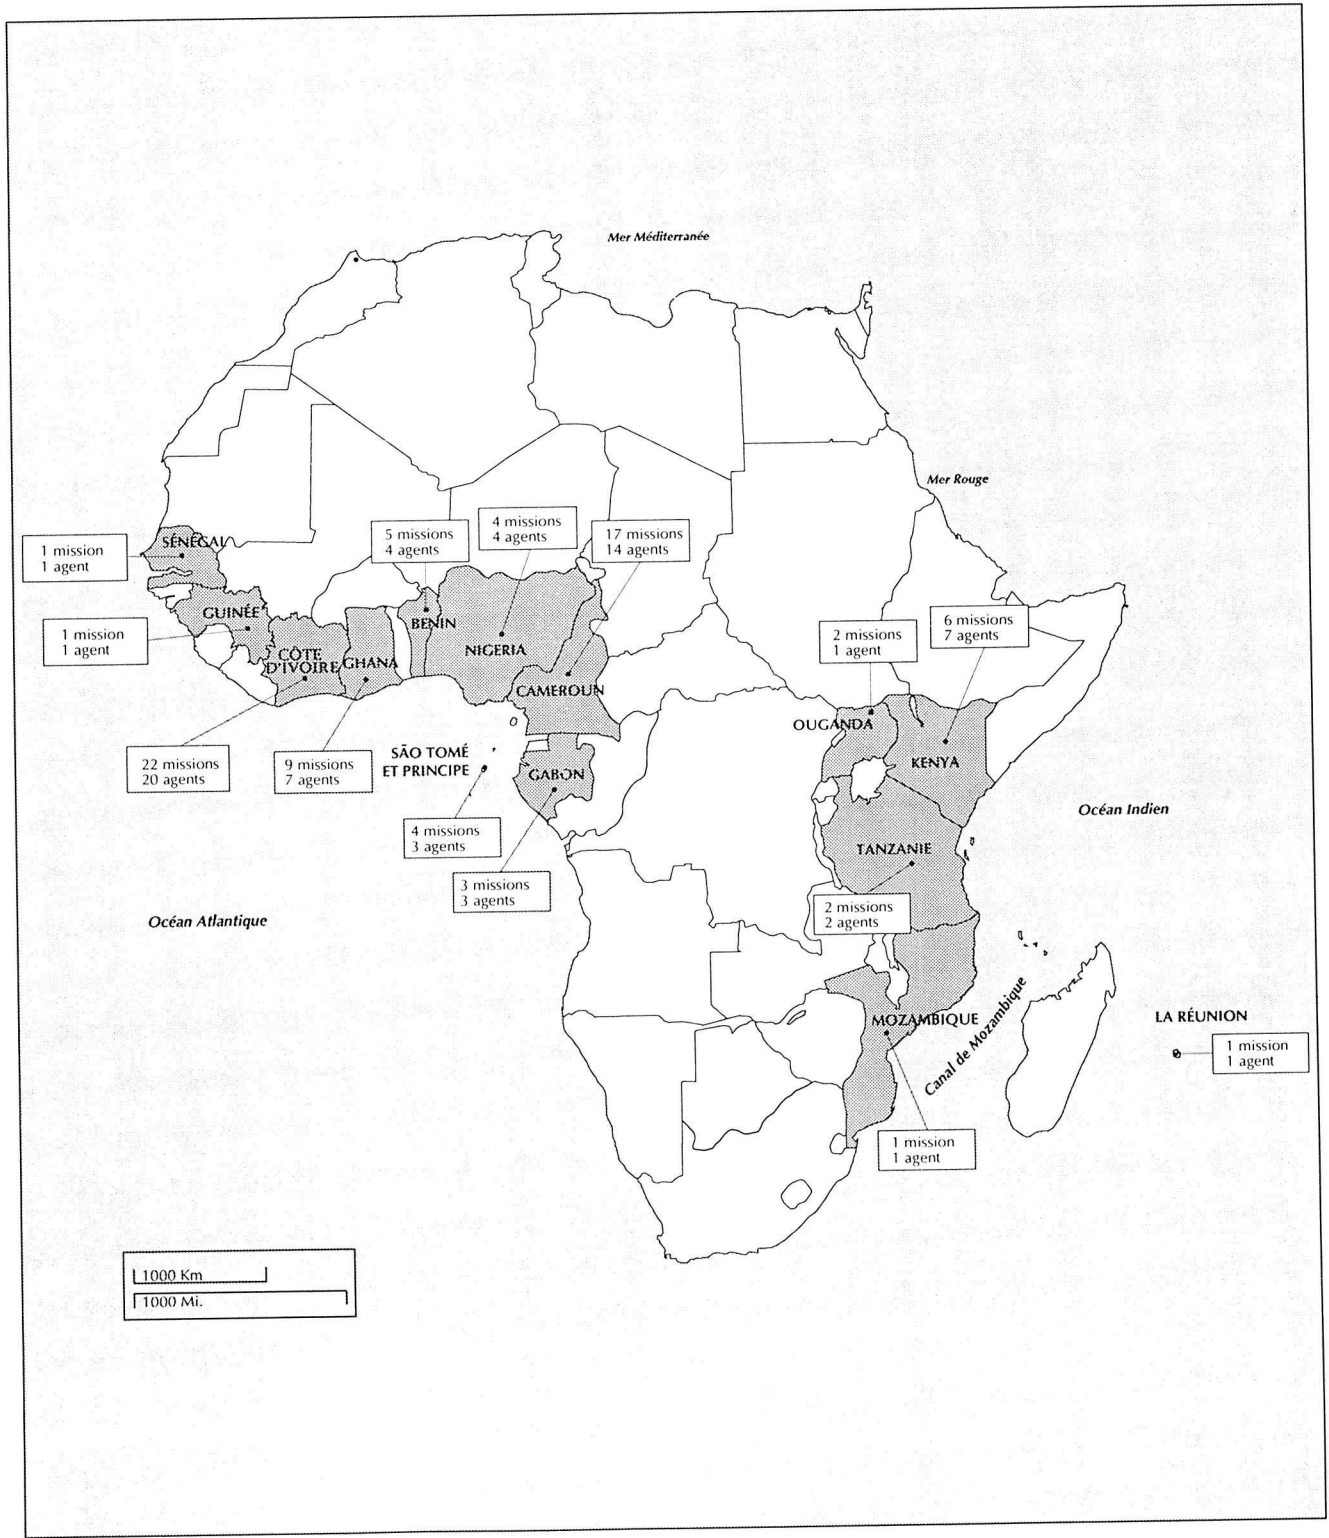 Mer Méditerranée
Mer Rouge
5 missions
4 agents
4 missions
4 agents
17 missions
14 agents
1 mission
1 agent
SÉNÉGAL
GUINÉE
1 mission
1 agent
CÔTE
D'IVOIRE
GHANA
BENIN
NIGERIA
CAMEROUN
2 missions
1 agent
6 missions
7 agents
OUGANDA
KENYA
22 missions
20 agents
9 missions
7 agents
SÃO TOMÉ
ET PRINCIPE
GABON
4 missions
3 agents
3 missions
3 agents
Océan Indien
TANZANIE
2 missions
2 agents
Océan Atlantique
MOZAMBIQUE
Canal de Mozambique
LA RÉUNION
1 mission
1 agent
1 mission
1 agent
1000 Km
1000 Mi.